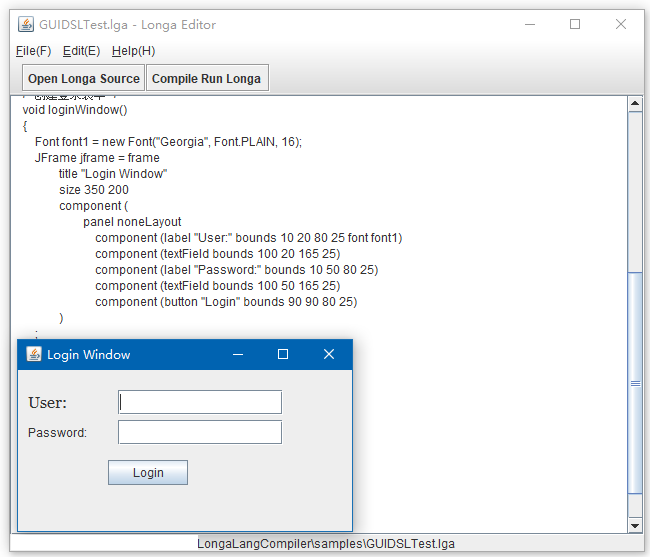 GUIDSLTest.lga - Longa Editor
File(F) Edit(E) Help(H)
Open Longa Source Compile Run Longa
void loginWindow()
{
Font font1 = new Font("Georgia", Font.PLAIN, 16);
JFrame jframe = frame
title "Login Window"
size 350 200
component (
panel noneLayout
component (label "User:" bounds 10 20 80 25 font font1)
component (textField bounds 100 20 165 25)
component (label "Password:" bounds 10 50 80 25)
component (textField bounds 100 50 165 25)
component (button "Login" bounds 90 90 80 25)
)
;
Login Window
User:
Password:
Login
LongaLangCompiler\samples\GUIDSLTest.lga